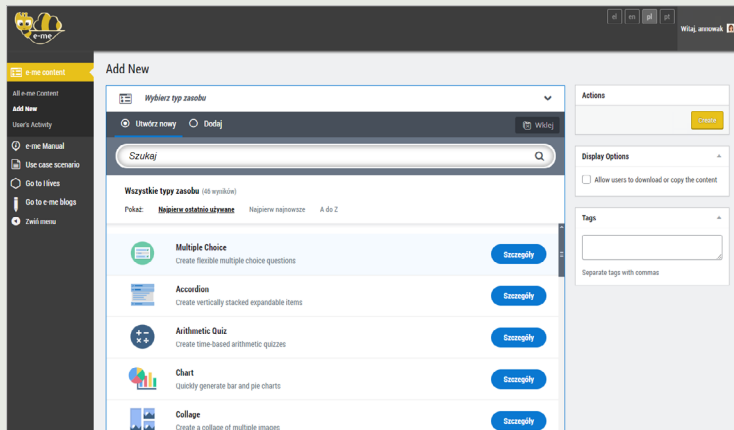 e-me
el en pl pt
Witaj, annowak
e-me content
All e-me Content
Add New
User's Activity
e-me Manual
Use case scenario
Go to Hives
Go to e-me blogs
Zwiń menu
Add New
Wybierz typ zasobu
Utwórz nowy
Dodaj
Wklej
Szukaj
Wszystkie typy zasobu (46 wyników)
Pokaż: Najpierw ostatnio używane Najpierw najnowsze A do Z
Multiple Choice
Create flexible multiple choice questions
Szczegóły
Accordion
Create vertically stacked expandable items
Szczegóły
Arithmetic Quiz
Create time-based arithmetic quizzes
Szczegóły
Chart
Quickly generate bar and pie charts
Szczegóły
Collage
Create a collage of multiple images
Szczegóły
Actions
Create
Display Options
Allow users to download or copy the content
Tags
Separate tags with commas